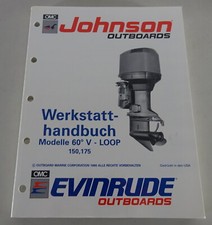 OMC
Johnson
OUTBOARDS
Werkstatt-
handbuch
Modelle 60° V - LOOP
150,175
OMC
EVINRUDE
OUTBOARDS